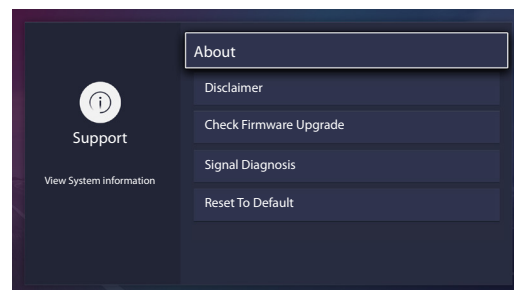 Support
View System information
About
Disclaimer
Check Firmware Upgrade
Signal Diagnosis
Reset To Default